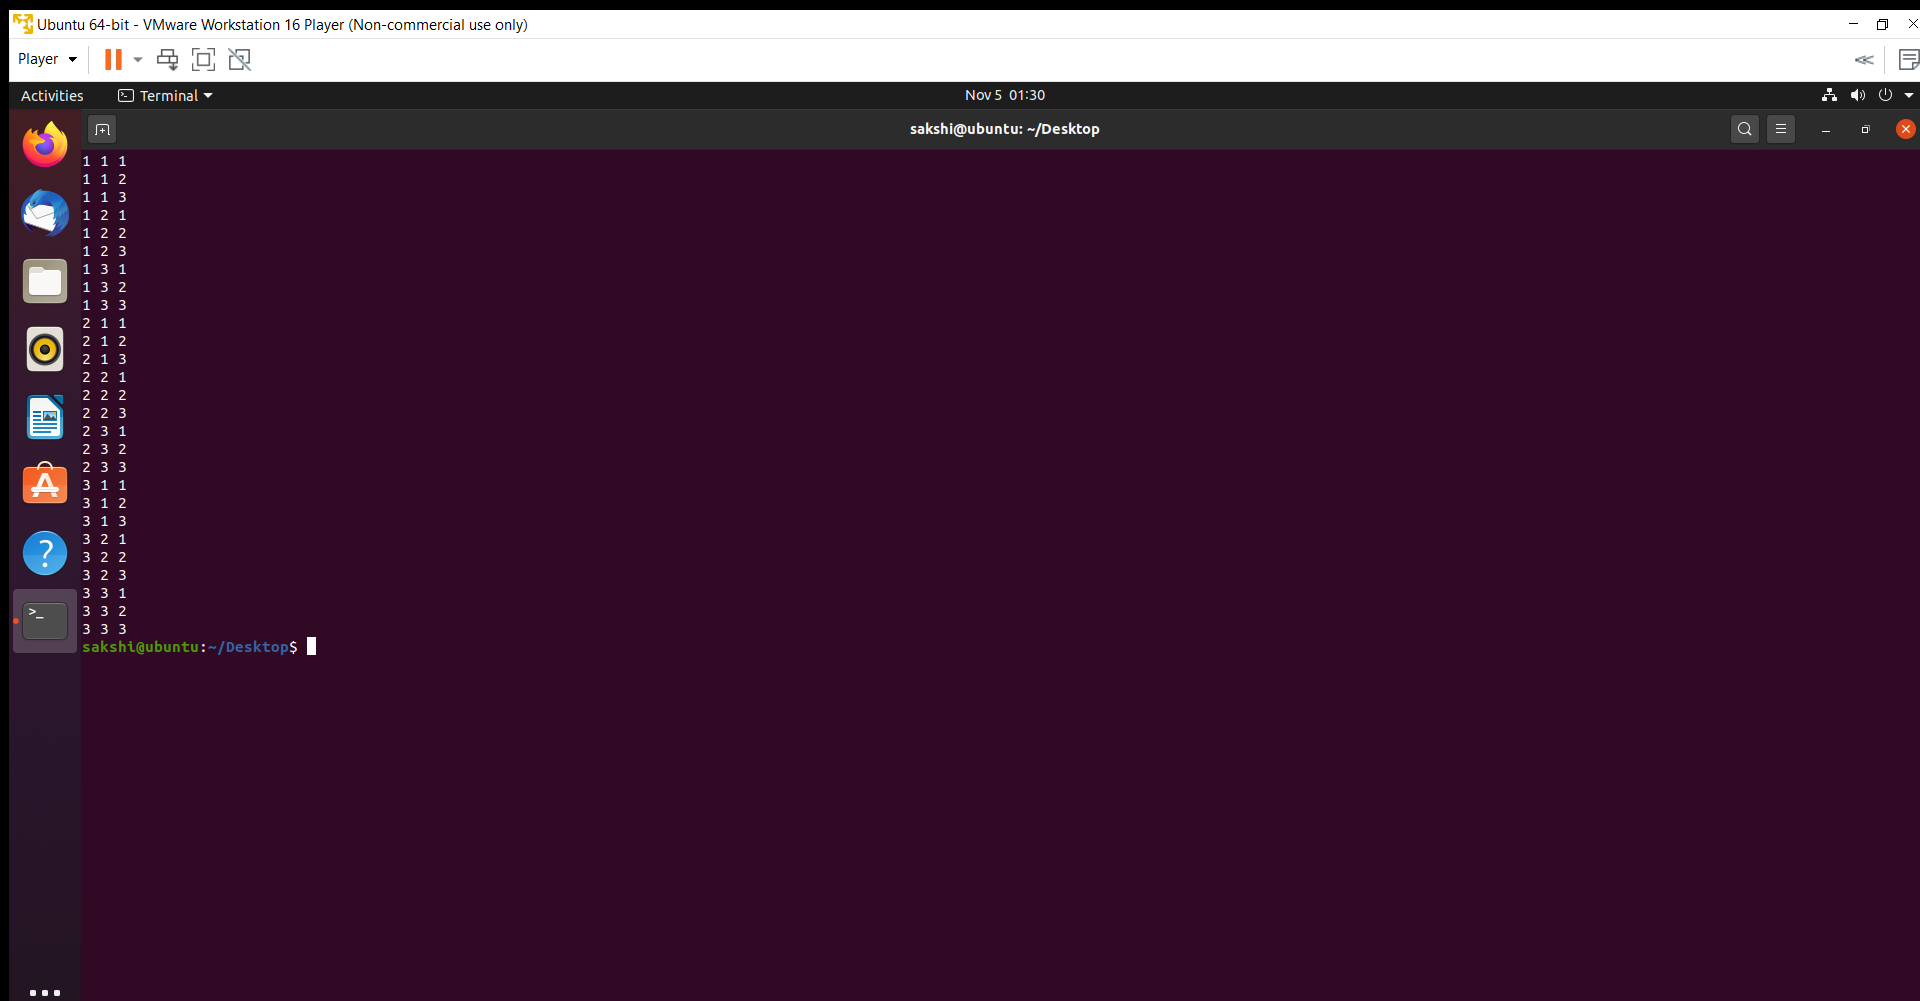 Ubuntu 64-bit - VMware Workstation 16 Player (Non-commercial use only)
Player
Activities
Terminal
Nov 5 01:30
sakshi@ubuntu: ~/Desktop
1 1 1
1 1 2
1 1 3
1 2 1
1 2 2
1 2 3
1 3 1
1 3 2
1 3 3
2 1 1
2 1 2
2 1 3
2 2 1
2 2 2
2 2 3
2 3 1
2 3 2
2 3 3
3 1 1
3 1 2
3 1 3
3 2 1
3 2 2
3 2 3
3 3 1
3 3 2
3 3 3
sakshi@ubuntu:~/Desktop$